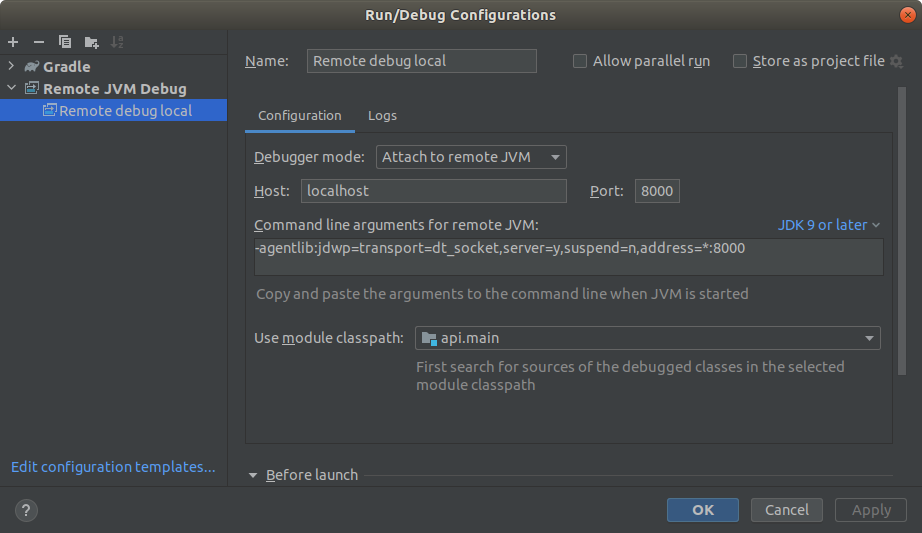 Run/Debug Configurations
Gradle
Remote JVM Debug
Remote debug local
Edit configuration templates...
Name:
Remote debug local
Allow parallel run
Store as project file
Configuration
Logs
Debugger mode:
Attach to remote JVM
Host:
localhost
Port:
8000
Command line arguments for remote JVM:
JDK 9 or later
-agentlib:jdwp=transport=dt_socket,server=y,suspend=n,address=*:8000
Copy and paste the arguments to the command line when JVM is started
Use module classpath:
api.main
First search for sources of the debugged classes in the selected
module classpath
Before launch
?
OK
Cancel
Apply